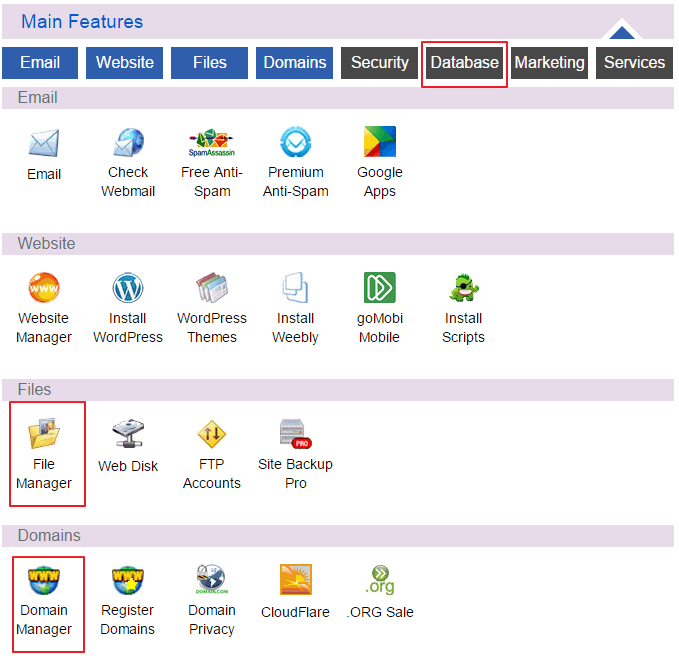 Main Features
Email Website Files Domains Security Database Marketing Services
Email
Email
Check
Webmail
SpamAssassin
Free Anti-
Spam
Premium
Anti-Spam
Google
Apps
Website
WWW
Website
Manager
Install
WordPress
WordPress
Themes
Install
Weebly
goMobi
Mobile
Install
Scripts
Files
File
Manager
Web Disk
FTP
Accounts
PRO
Site Backup
Pro
Domains
WWW
Domain
Manager
WWW
Register
Domains
DOMAIN.COM
Domain
Privacy
CloudFlare
.org
.ORG Sale